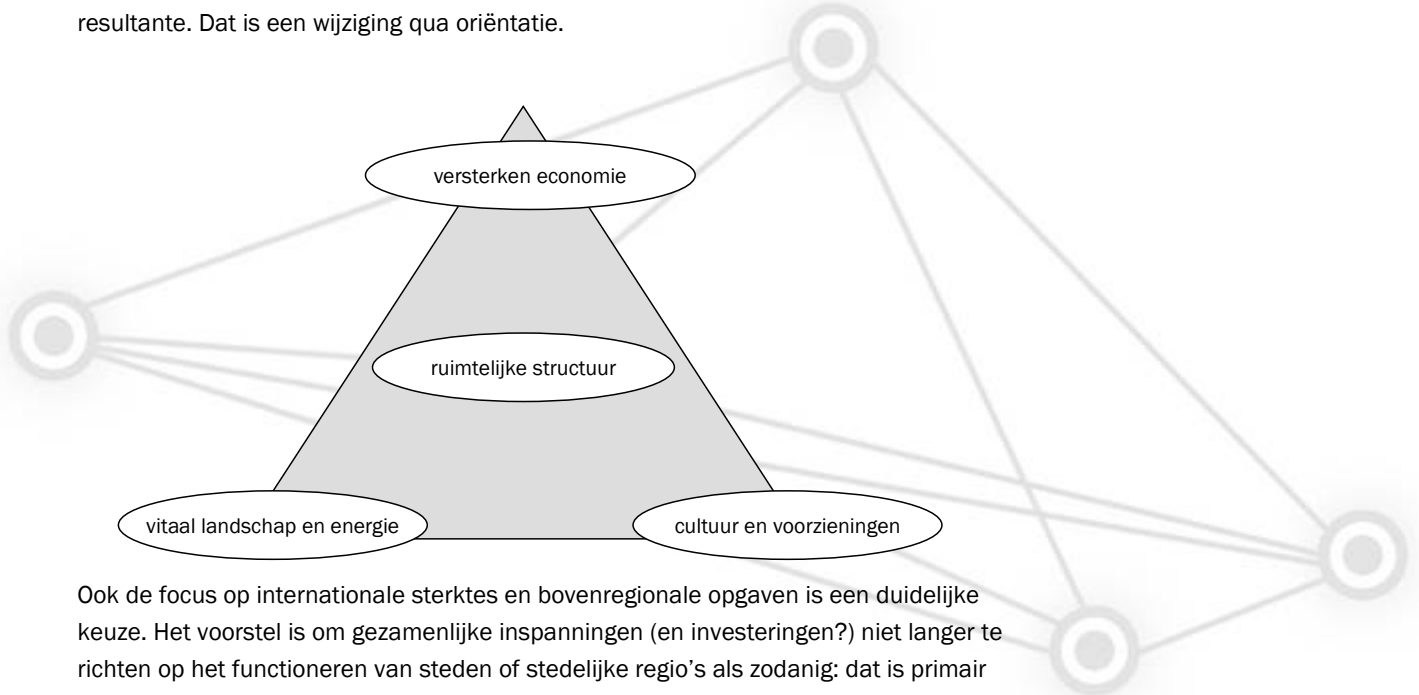 resultante. Dat is een wijziging qua oriëntatie.
versterken economie
ruimtelijke structuur
vitaal landschap en energie
cultuur en voorzieningen
Ook de focus op internationale sterktes en bovenregionale opgaven is een duidelijke
keuze. Het voorstel is om gezamenlijke inspanningen (en investeringen?) niet langer te
richten op het functioneren van steden of stedelijke regio's als zodanig: dat is primair